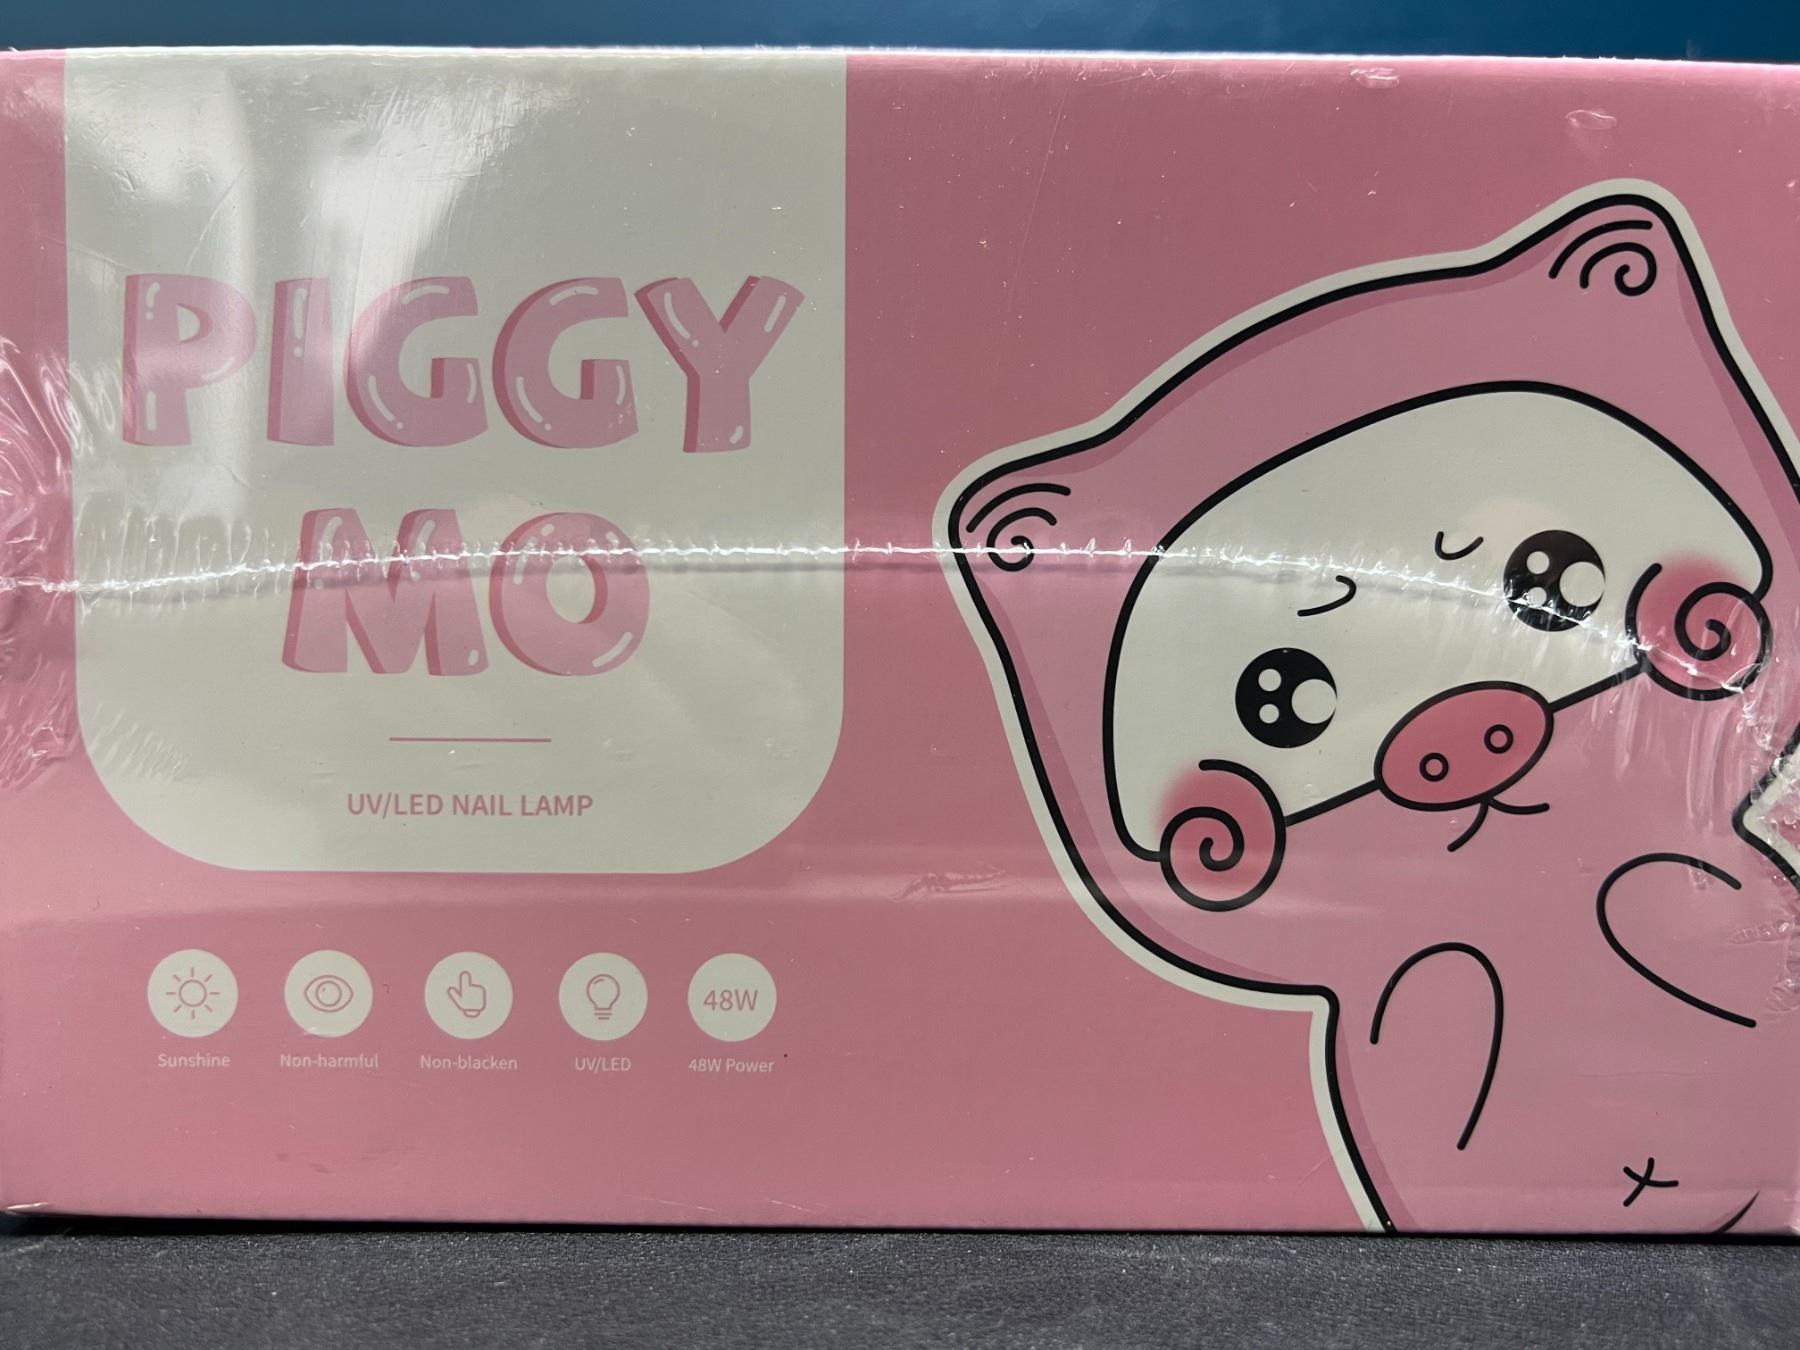 PIGGY
MO
UV/LED NAIL LAMP
48W
Sunshine Non-harmful Non-blacken UV/LED 48W Power